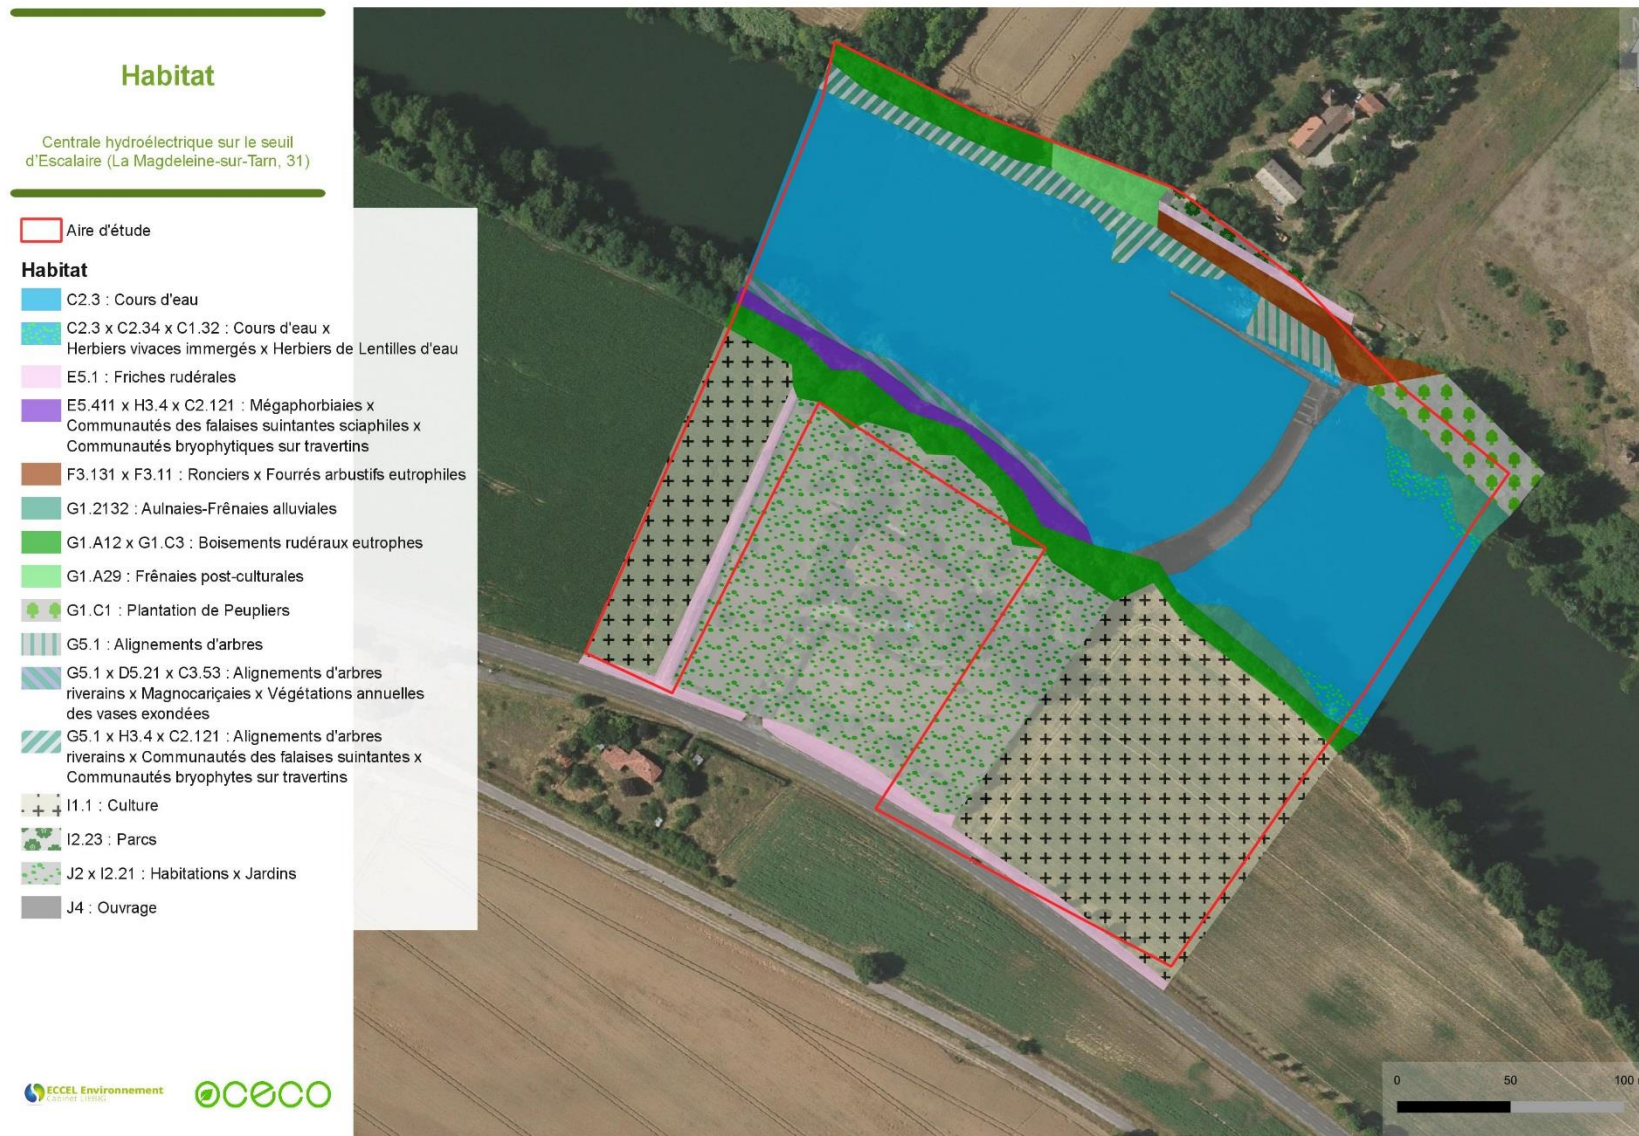 Habitat
Centrale hydroélectrique sur le seuil
d'Escalaire (La Magdeleine-sur-Tarn, 31)
Aire d'étude
Habitat
C2.3 : Cours d'eau
C2.3 x C2.34 x C1.32 : Cours d'eau x
Herbiers vivaces immergés x Herbiers de Lentilles d'eau
E5.1 : Friches rudérales
E5.411 x H3.4 x C2.121 : Mégaphorbiaies x
Communautés des falaises suintantes sciaphiles x
Communautés bryophytiques sur travertins
F3.131 x F3.11 : Ronciers x Fourrés arbustifs eutrophiles
G1.2132 : Aulnaies-Frênaies alluviales
G1.A12 x G1.C3 : Boisements rudéraux eutrophes
G1.A29 : Frênaies post-culturales
G1.C1 : Plantation de Peupliers
G5.1 : Alignements d'arbres
G5.1 x D5.21 x C3.53 : Alignements d'arbres
riverains x Magnocariçaies x Végétations annuelles
des vases exondées
G5.1 x H3.4 x C2.121 : Alignements d'arbres
riverains x Communautés des falaises suintantes x
Communautés bryophytes sur travertins
I1.1 : Culture
I2.23 : Parcs
J2 x I2.21 : Habitations x Jardins
J4 : Ouvrage
ECCEL Environnement
Cabinet LIEBIG
oceco
0 50 100